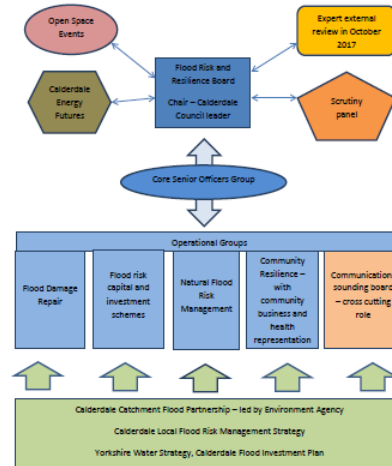 Open Space
Events
Expert external
review in October
2017
Flood Risk and
Resilience Board
Chair – Calderdale
Council leader
Calderdale
Energy
Futures
Scrutiny
panel
Core Senior Officers Group
Operational Groups
Flood Damage
Repair
Flood risk
capital and
investment
schemes
Natural Flood
Risk
Management
Community
Resilience –
with
community
business and
health
representation
Communication
sounding board
– cross cutting
role
Calderdale Catchment Flood Partnership – led by Environment Agency
Calderdale Local Flood Risk Management Strategy
Yorkshire Water Strategy, Calderdale Flood Investment Plan